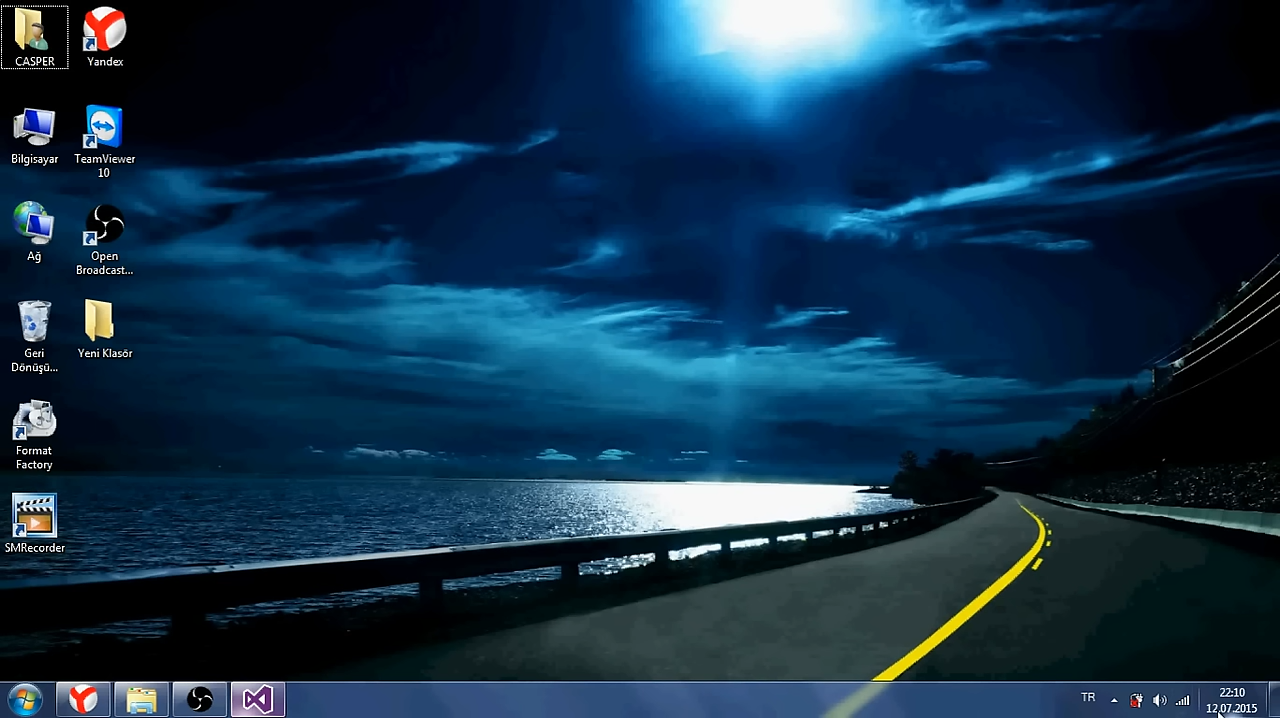 CASPER
Yandex
Bilgisayar
TeamViewer
10
Ağ
Open
Broadcast...
Geri
Dönüşü...
Yeni Klasör
Format
Factory
SMRecorder
TR
22:10
12.07.2015